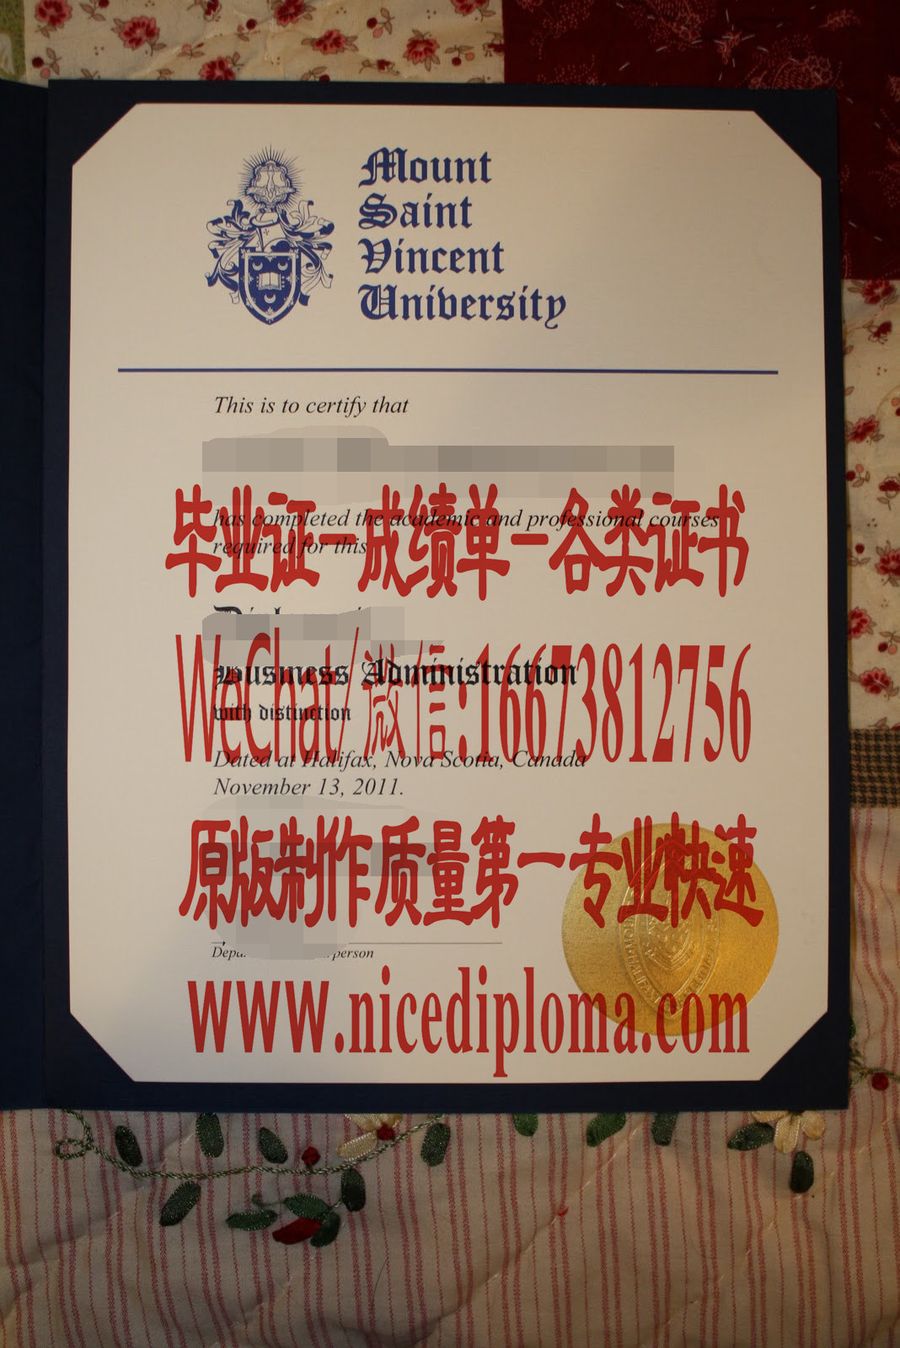 Mount
Saint
Vincent
University
This is to certify that
毕业证-成绩单-各类证书
has completed the academic and professional courses
required for this
WeChat/微信:16673812756
Business Administration
with distinction
Dated at Halifax, Nova Scotia, Canada
November 13, 2011.
原版制作质量第一专业快速
www.nicediploma.com